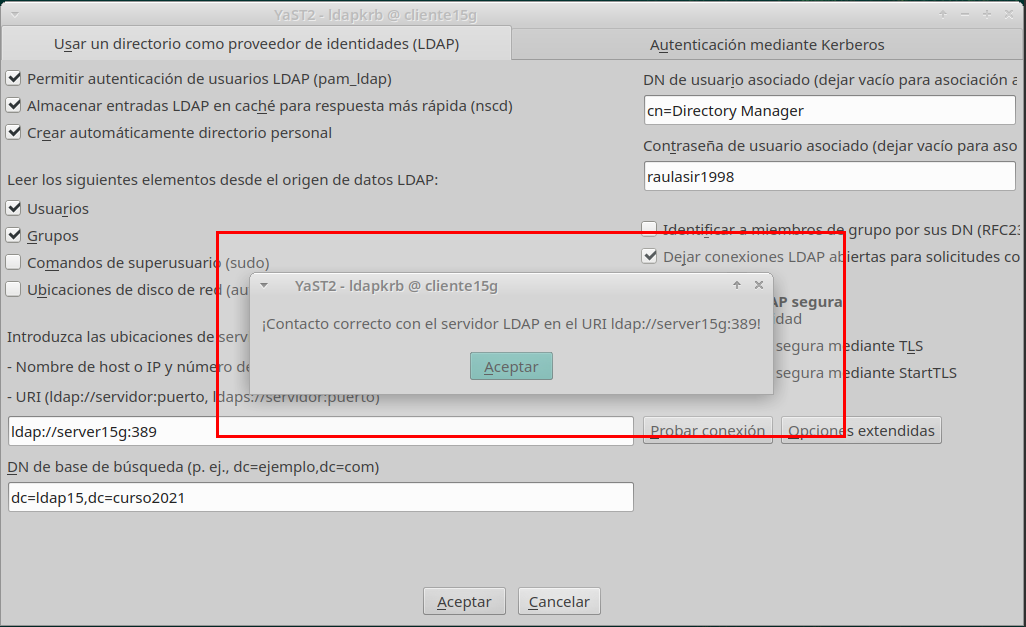 YaST2 - ldapkrb @ cliente15g
Usar un directorio como proveedor de identidades (LDAP)
Autenticación mediante Kerberos
Permitir autenticación de usuarios LDAP (pam_ldap)
Almacenar entradas LDAP en caché para respuesta más rápida (nscd)
Crear automáticamente directorio personal
Leer los siguientes elementos desde el origen de datos LDAP:
Usuarios
Grupos
Comandos de superusuario (sudo)
Ubicaciones de disco de red (au
Introduzca las ubicaciones de serv
- Nombre de host o IP y número de
- URI (ldap://servidor:puerto, ldaps://servidor:puerto)
ldap://server15g:389
DN de base de búsqueda (p. ej., dc=ejemplo,dc=com)
dc=ldap15,dc=curso2021
DN de usuario asociado (dejar vacío para asociación a
cn=Directory Manager
Contraseña de usuario asociado (dejar vacío para aso
raulasir1998
Identificar a miembros de grupo por sus DN (RFC23
Dejar conexiones LDAP abiertas para solicitudes co
AP segura
dad
segura mediante TLS
segura mediante StartTLS
Probar conexión
Opciones extendidas
YaST2 - ldapkrb @ cliente15g
¡Contacto correcto con el servidor LDAP en el URI ldap://server15g:389!
Aceptar
Aceptar
Cancelar